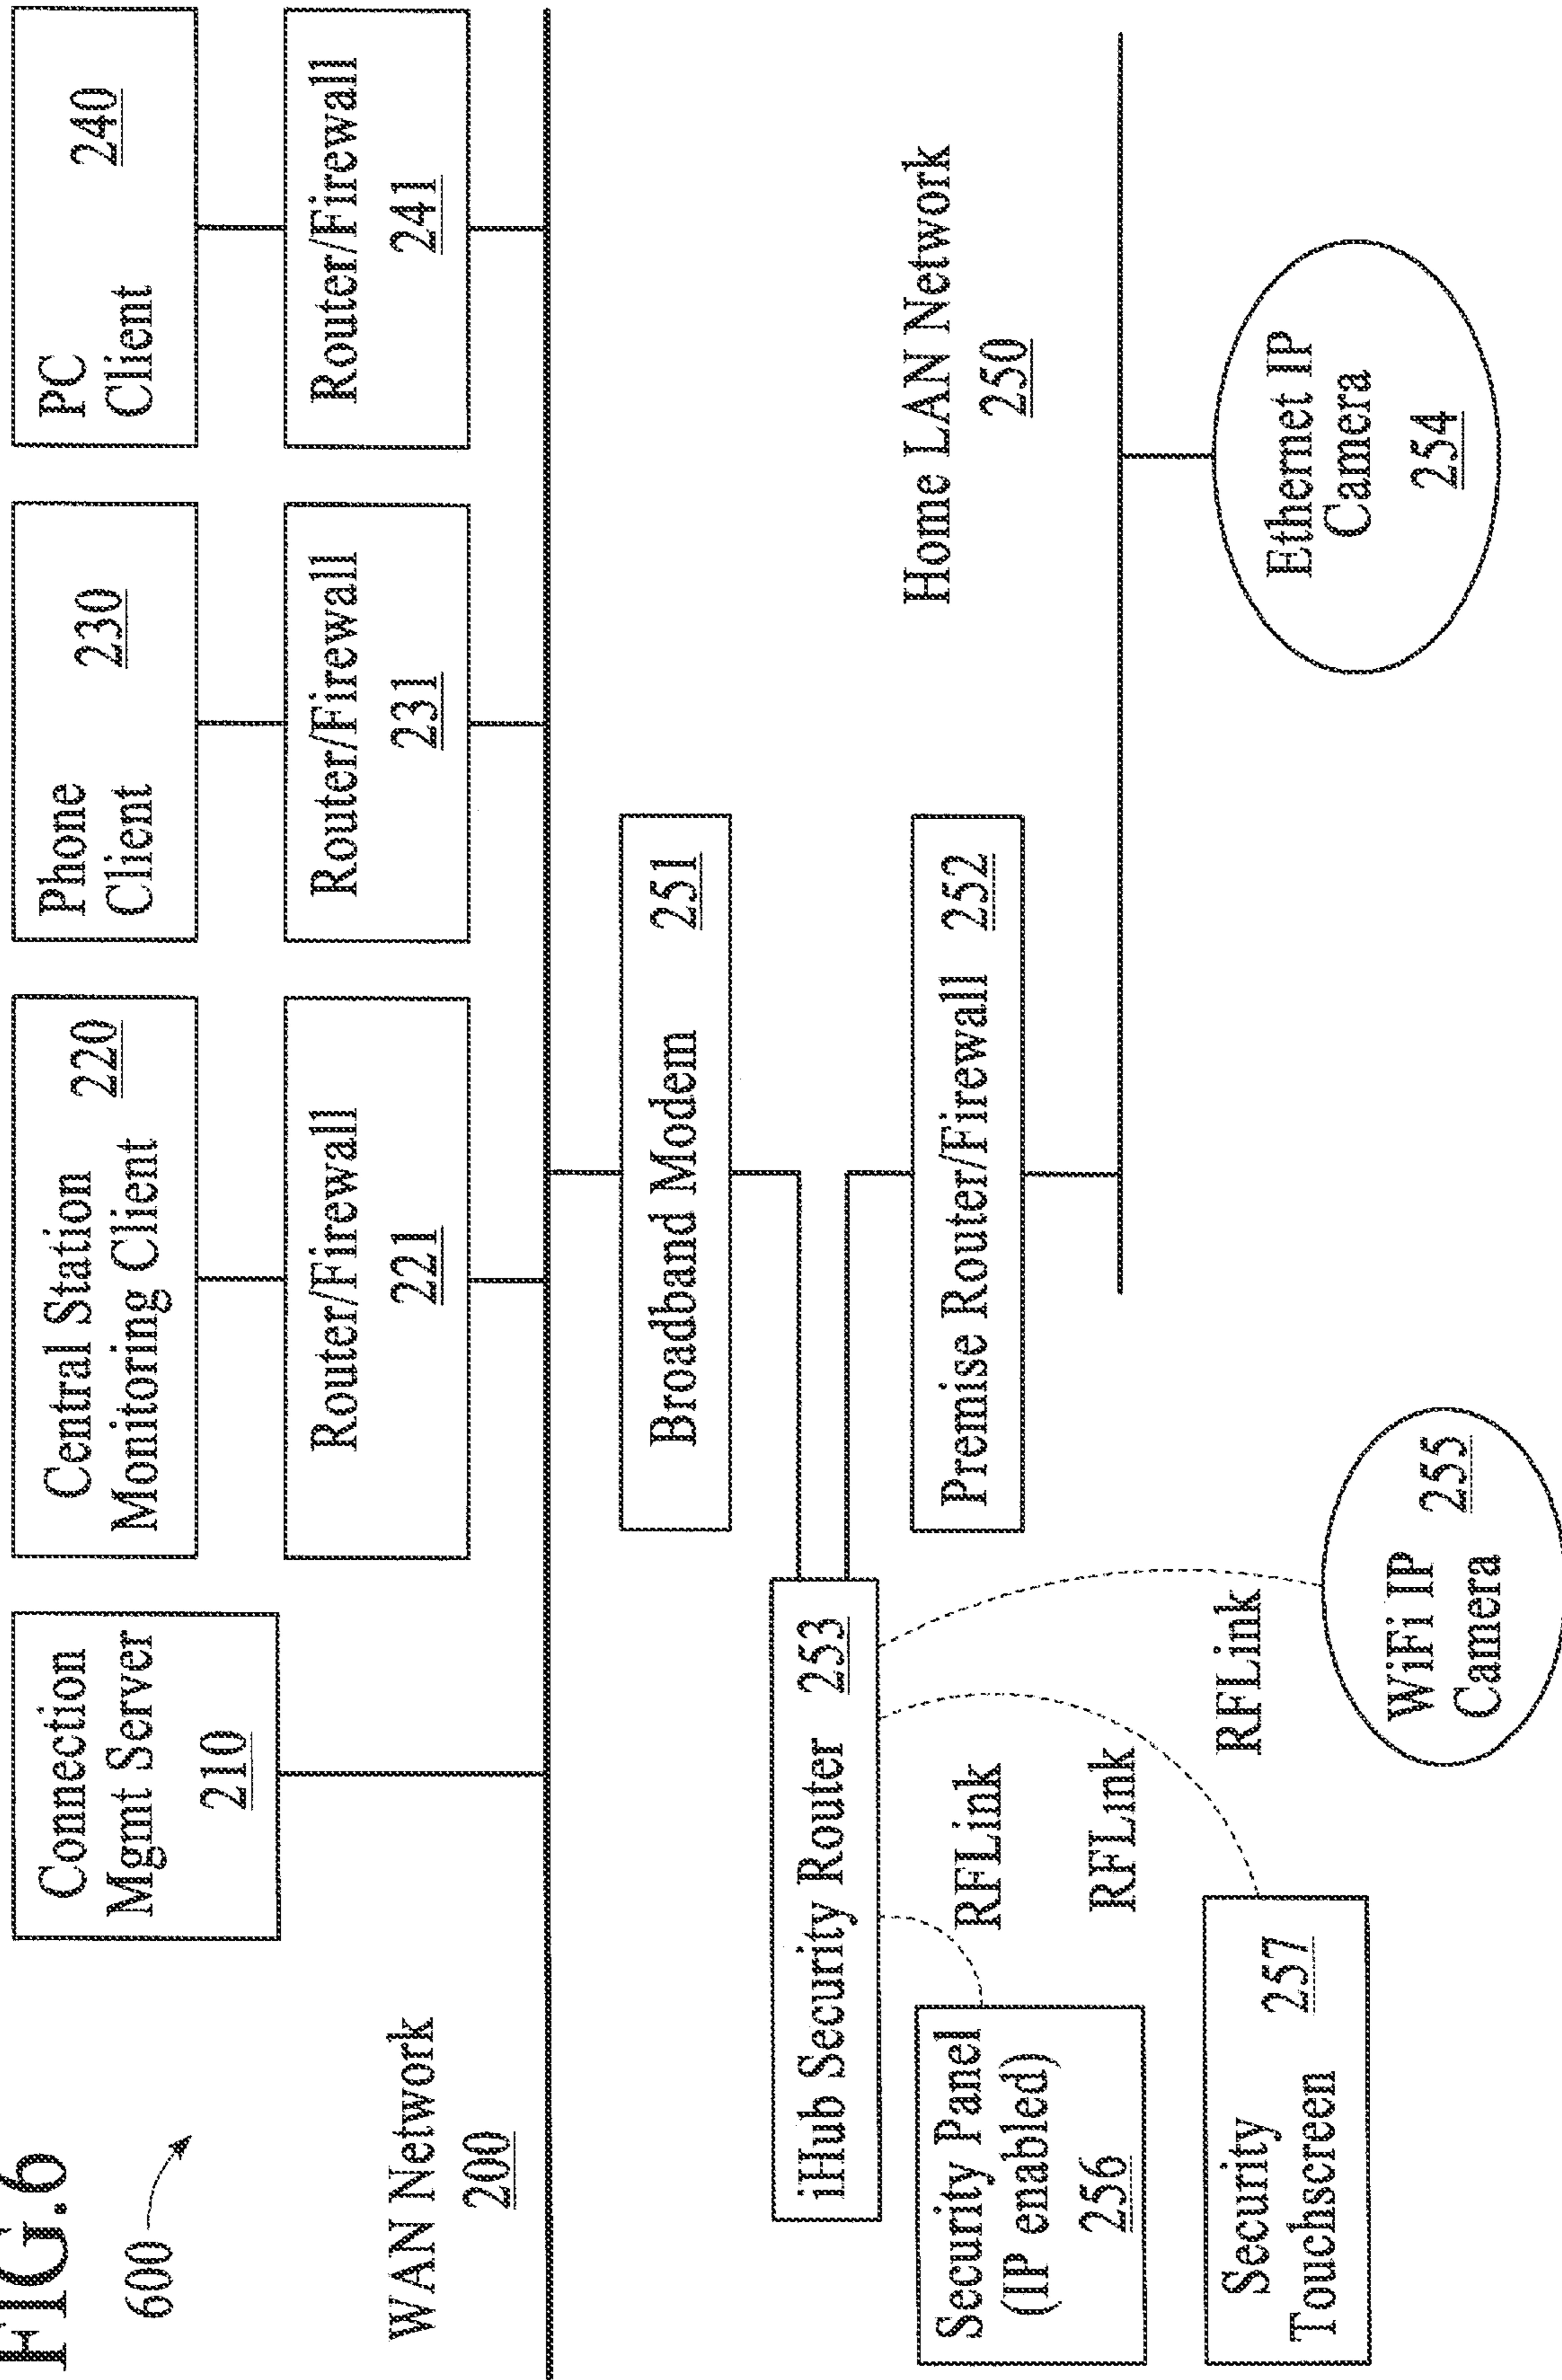 FIG.6
600
WAN Network
200
Connection
Mgmt Server
210
Central Station
Monitoring Client
220
Phone
Client
230
PC
Client
240
Router/Firewall
221
Router/Firewall
231
Router/Firewall
241
Broadband Modem 251
iHub Security Router 253
Premise Router/Firewall 252
Home LAN Network
250
Security Panel
(IP enabled)
256
RFLink
RFLink
RFLink
Security
Touchscreen
257
WiFi IP
Camera
255
Ethernet IP
Camera
254